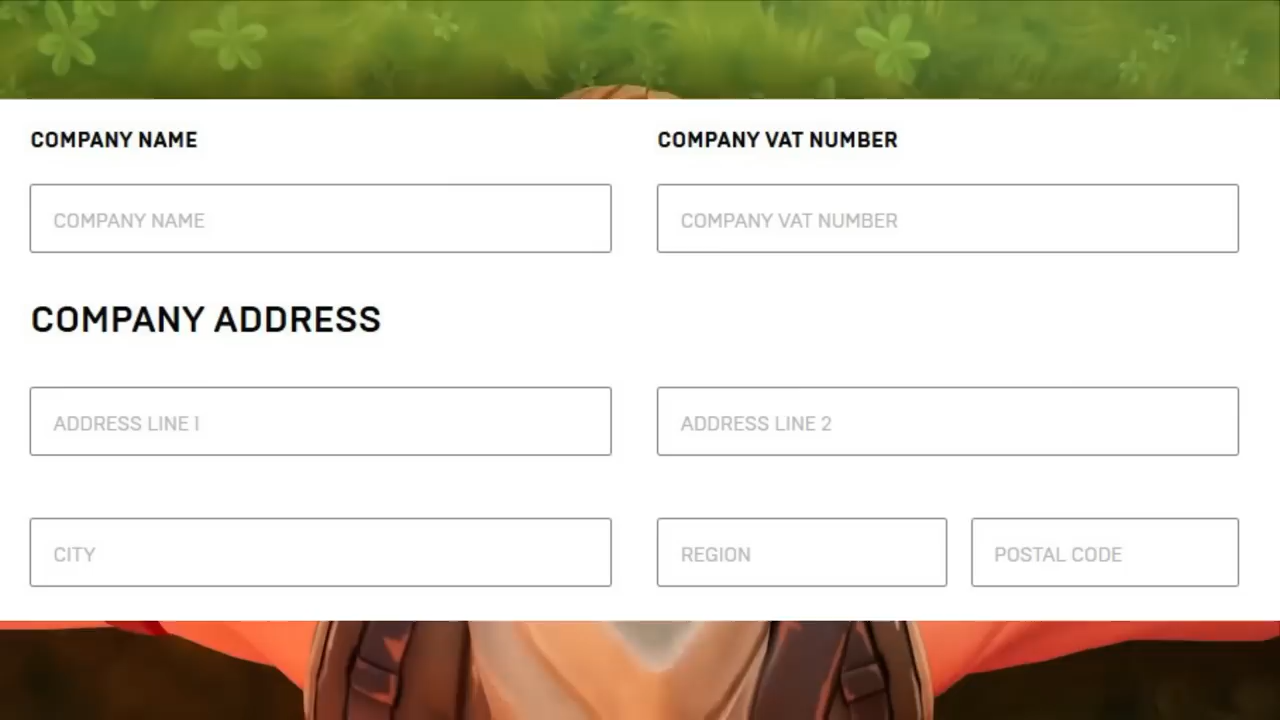 COMPANY NAME
COMPANY VAT NUMBER
COMPANY NAME
COMPANY VAT NUMBER
COMPANY ADDRESS
ADDRESS LINE 1
ADDRESS LINE 2
CITY
REGION
POSTAL CODE